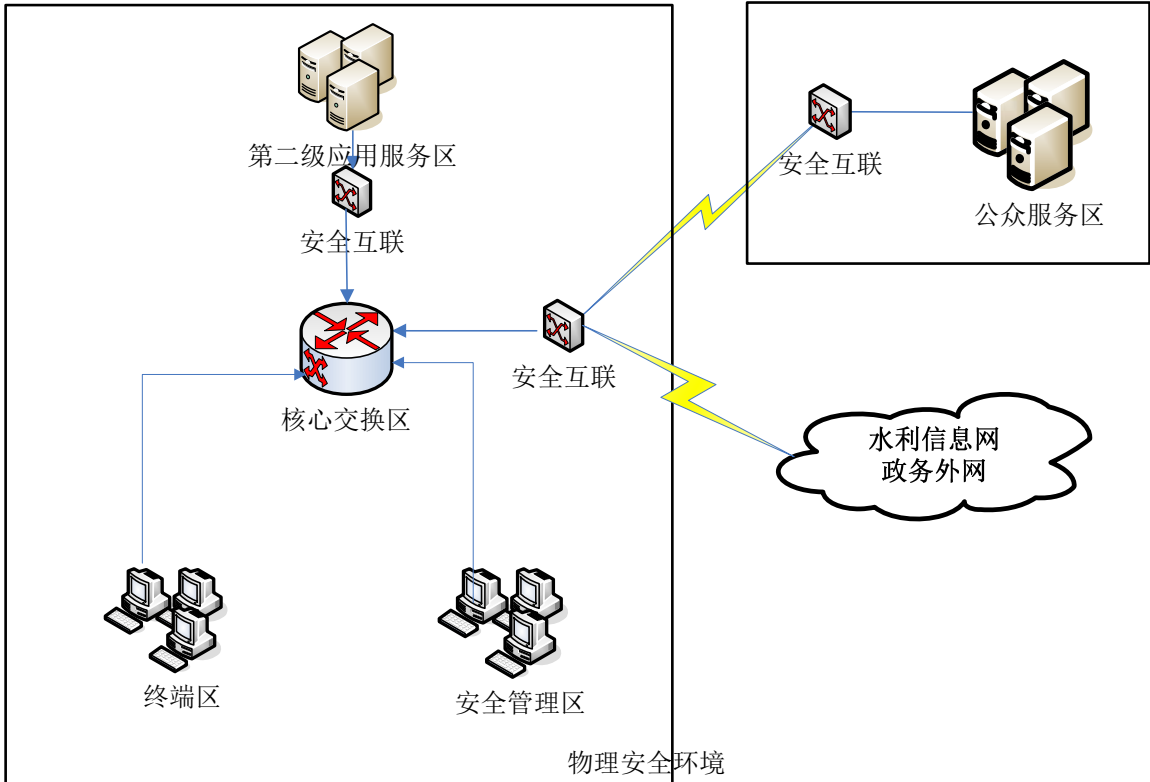 第二级应用服务区
安全互联
安全互联
公众服务区
安全互联
核心交换区
水利信息网
政务外网
终端区
安全管理区
物理安全环境